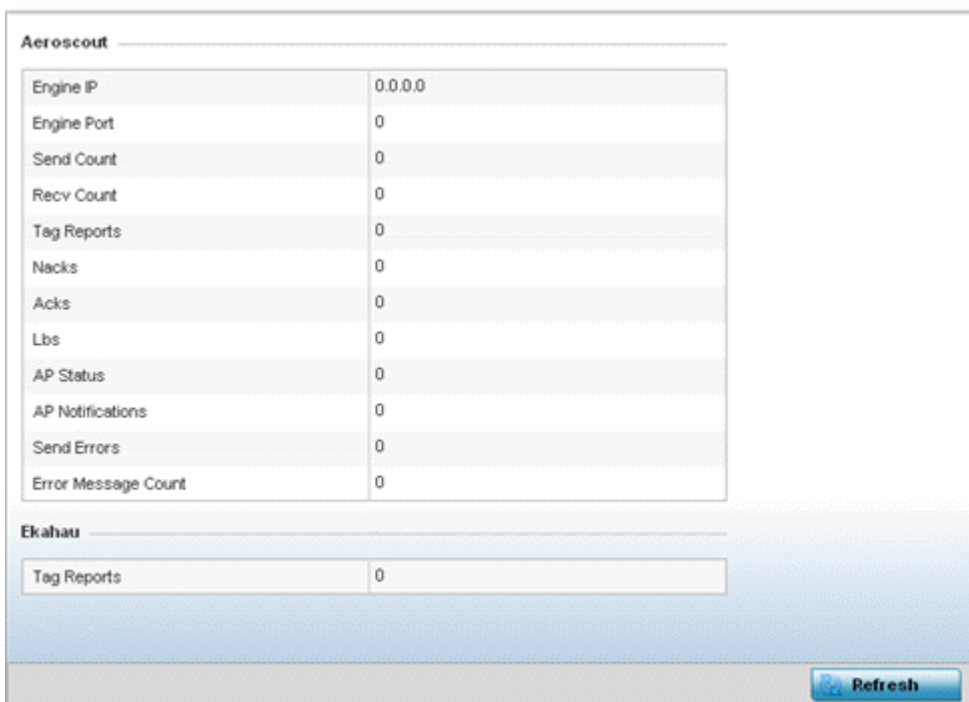 Aeroscout
Engine IP 0.0.0.0
Engine Port 0
Send Count 0
Recv Count 0
Tag Reports 0
Nacks 0
Acks 0
Lbs 0
AP Status 0
AP Notifications 0
Send Errors 0
Error Message Count 0
Ekahau
Tag Reports 0
Refresh